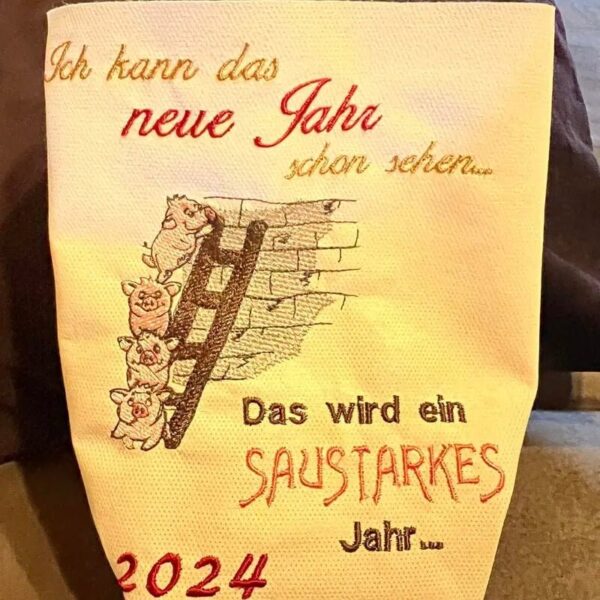 Ich kann das
neue Jahr
schon sehen...
Das wird ein
SAUSTARKES
Jahr...
2024